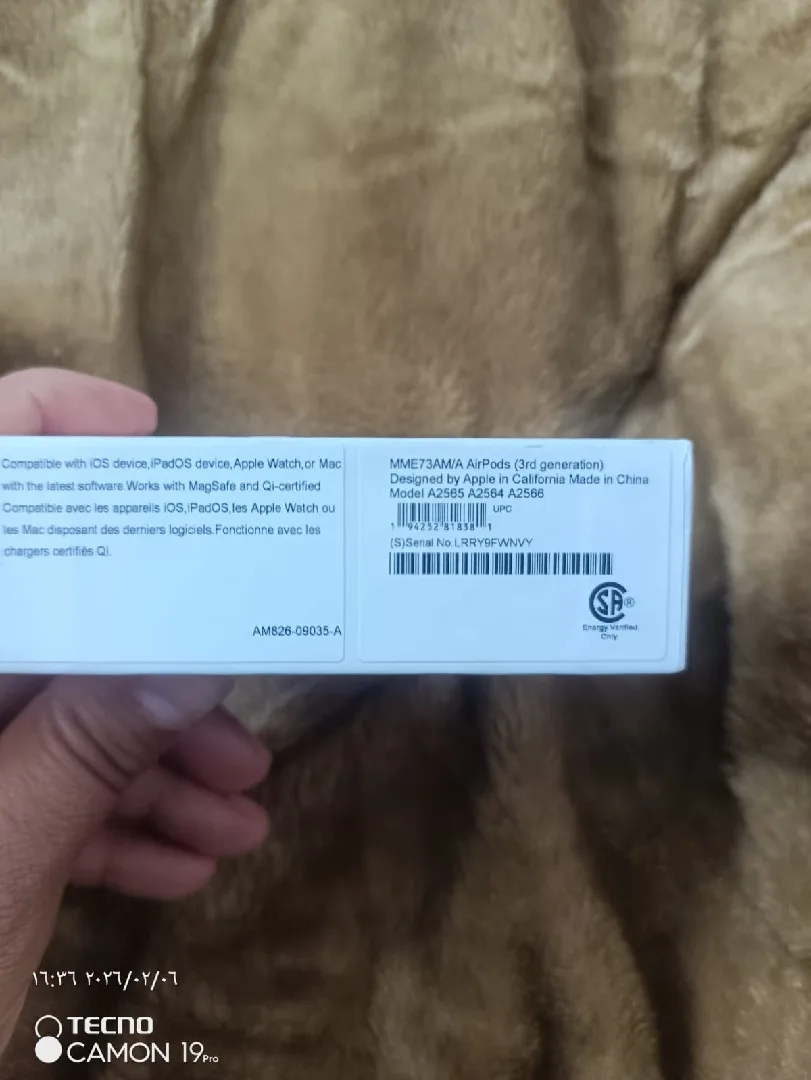 Compatible with iOS device,iPadOS device,Apple Watch,or Mac
with the latest software.Works with MagSafe and Qi-certified
Compatible avec les appareils iOS,iPadOS,les Apple Watch ou
les Mac disposant des derniers logiciels.Fonctionne avec les
chargers certifiés Qi.
AM826-09035-A
MME73AM/A AirPods (3rd generation)
Designed by Apple in California Made in China
Model A2565 A2564 A2566
UPC
1 94252 81838 1
(S)Serial No.LRRY9FWNVY
SA®
Energy Verified
Only
١٦:٣٦ ٢٠٢٦/٠٢/٠٦
TECNO
CAMON 19Pro